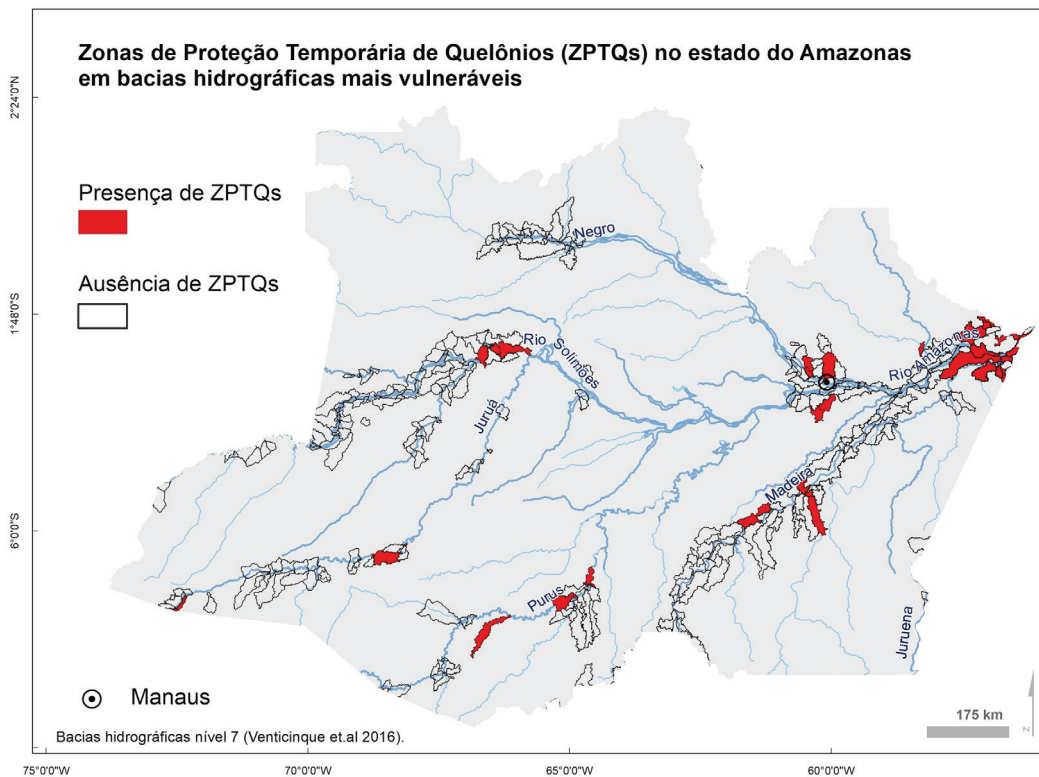 Zonas de Proteção Temporária de Quelônios (ZPTQs) no estado do Amazonas
em bacias hidrográficas mais vulneráveis
2°24'0"N
Presença de ZPTQs
Negro
Ausência de ZPTQs
1°48'0"S
Rio Solimões
Rio Amazonas
Juruá
Madeira
6°0'0"S
Purus
Juruena
Manaus
175 km
N
Bacias hidrográficas nível 7 (Venticinque et.al 2016).
75°0'0"W
70°0'0"W
65°0'0"W
60°0'0"W